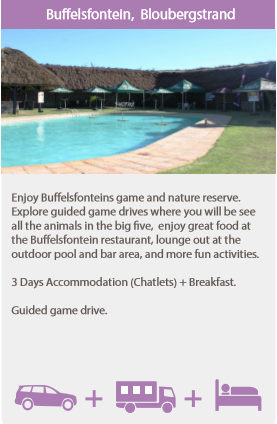 Buffelsfontein, Bloubergstrand
Enjoy Buffelsfonteins game and nature reserve.
Explore guided game drives where you will be see
all the animals in the big five, enjoy great food at
the Buffelsfontein restaurant, lounge out at the
outdoor pool and bar area, and more fun activities.
3 Days Accommodation (Chatlets) + Breakfast.
Guided game drive.
+ +